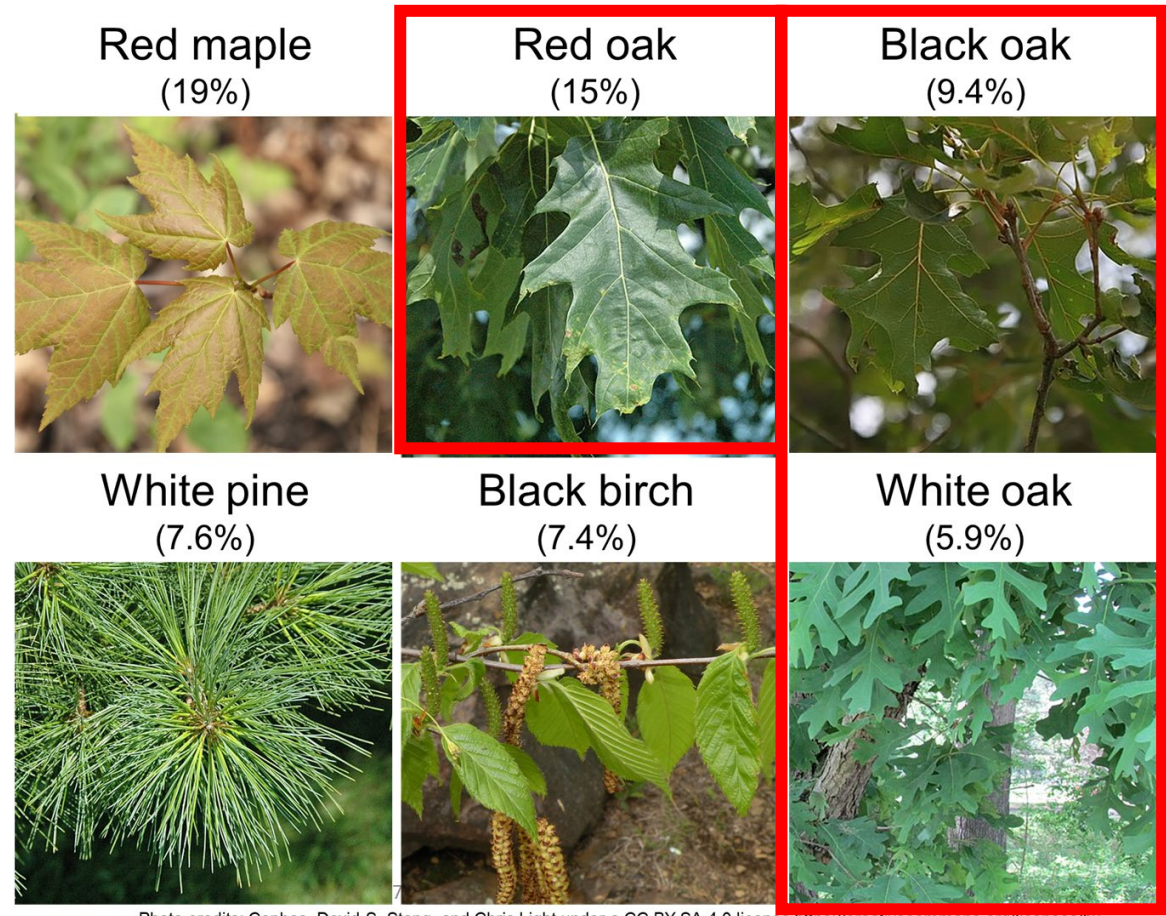 Red maple
(19%)
Red oak
(15%)
Black oak
(9.4%)
White pine
(7.6%)
Black birch
(7.4%)
White oak
(5.9%)
7